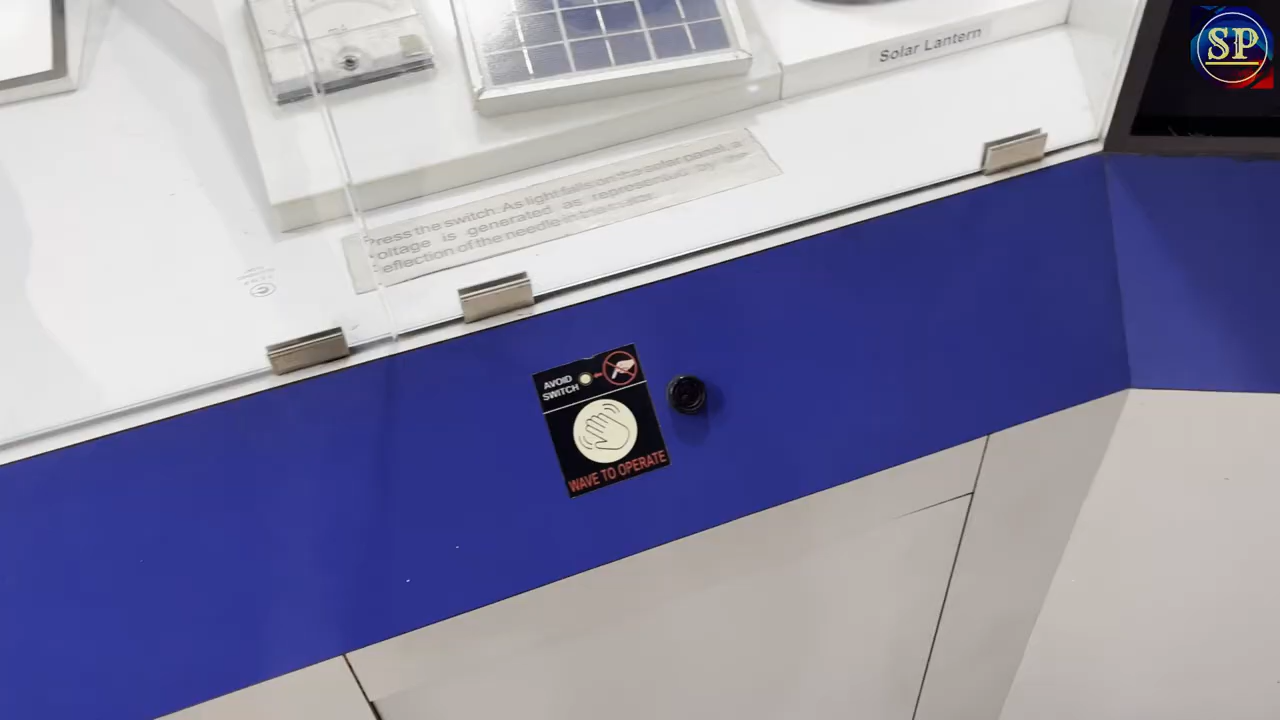 SP
Solar Lantern
Press the switch. As light falls on the solar panel, a
voltage is generated as represented by the
deflection of the needle in the
AVOID
SWITCH
WAVE TO OPERATE